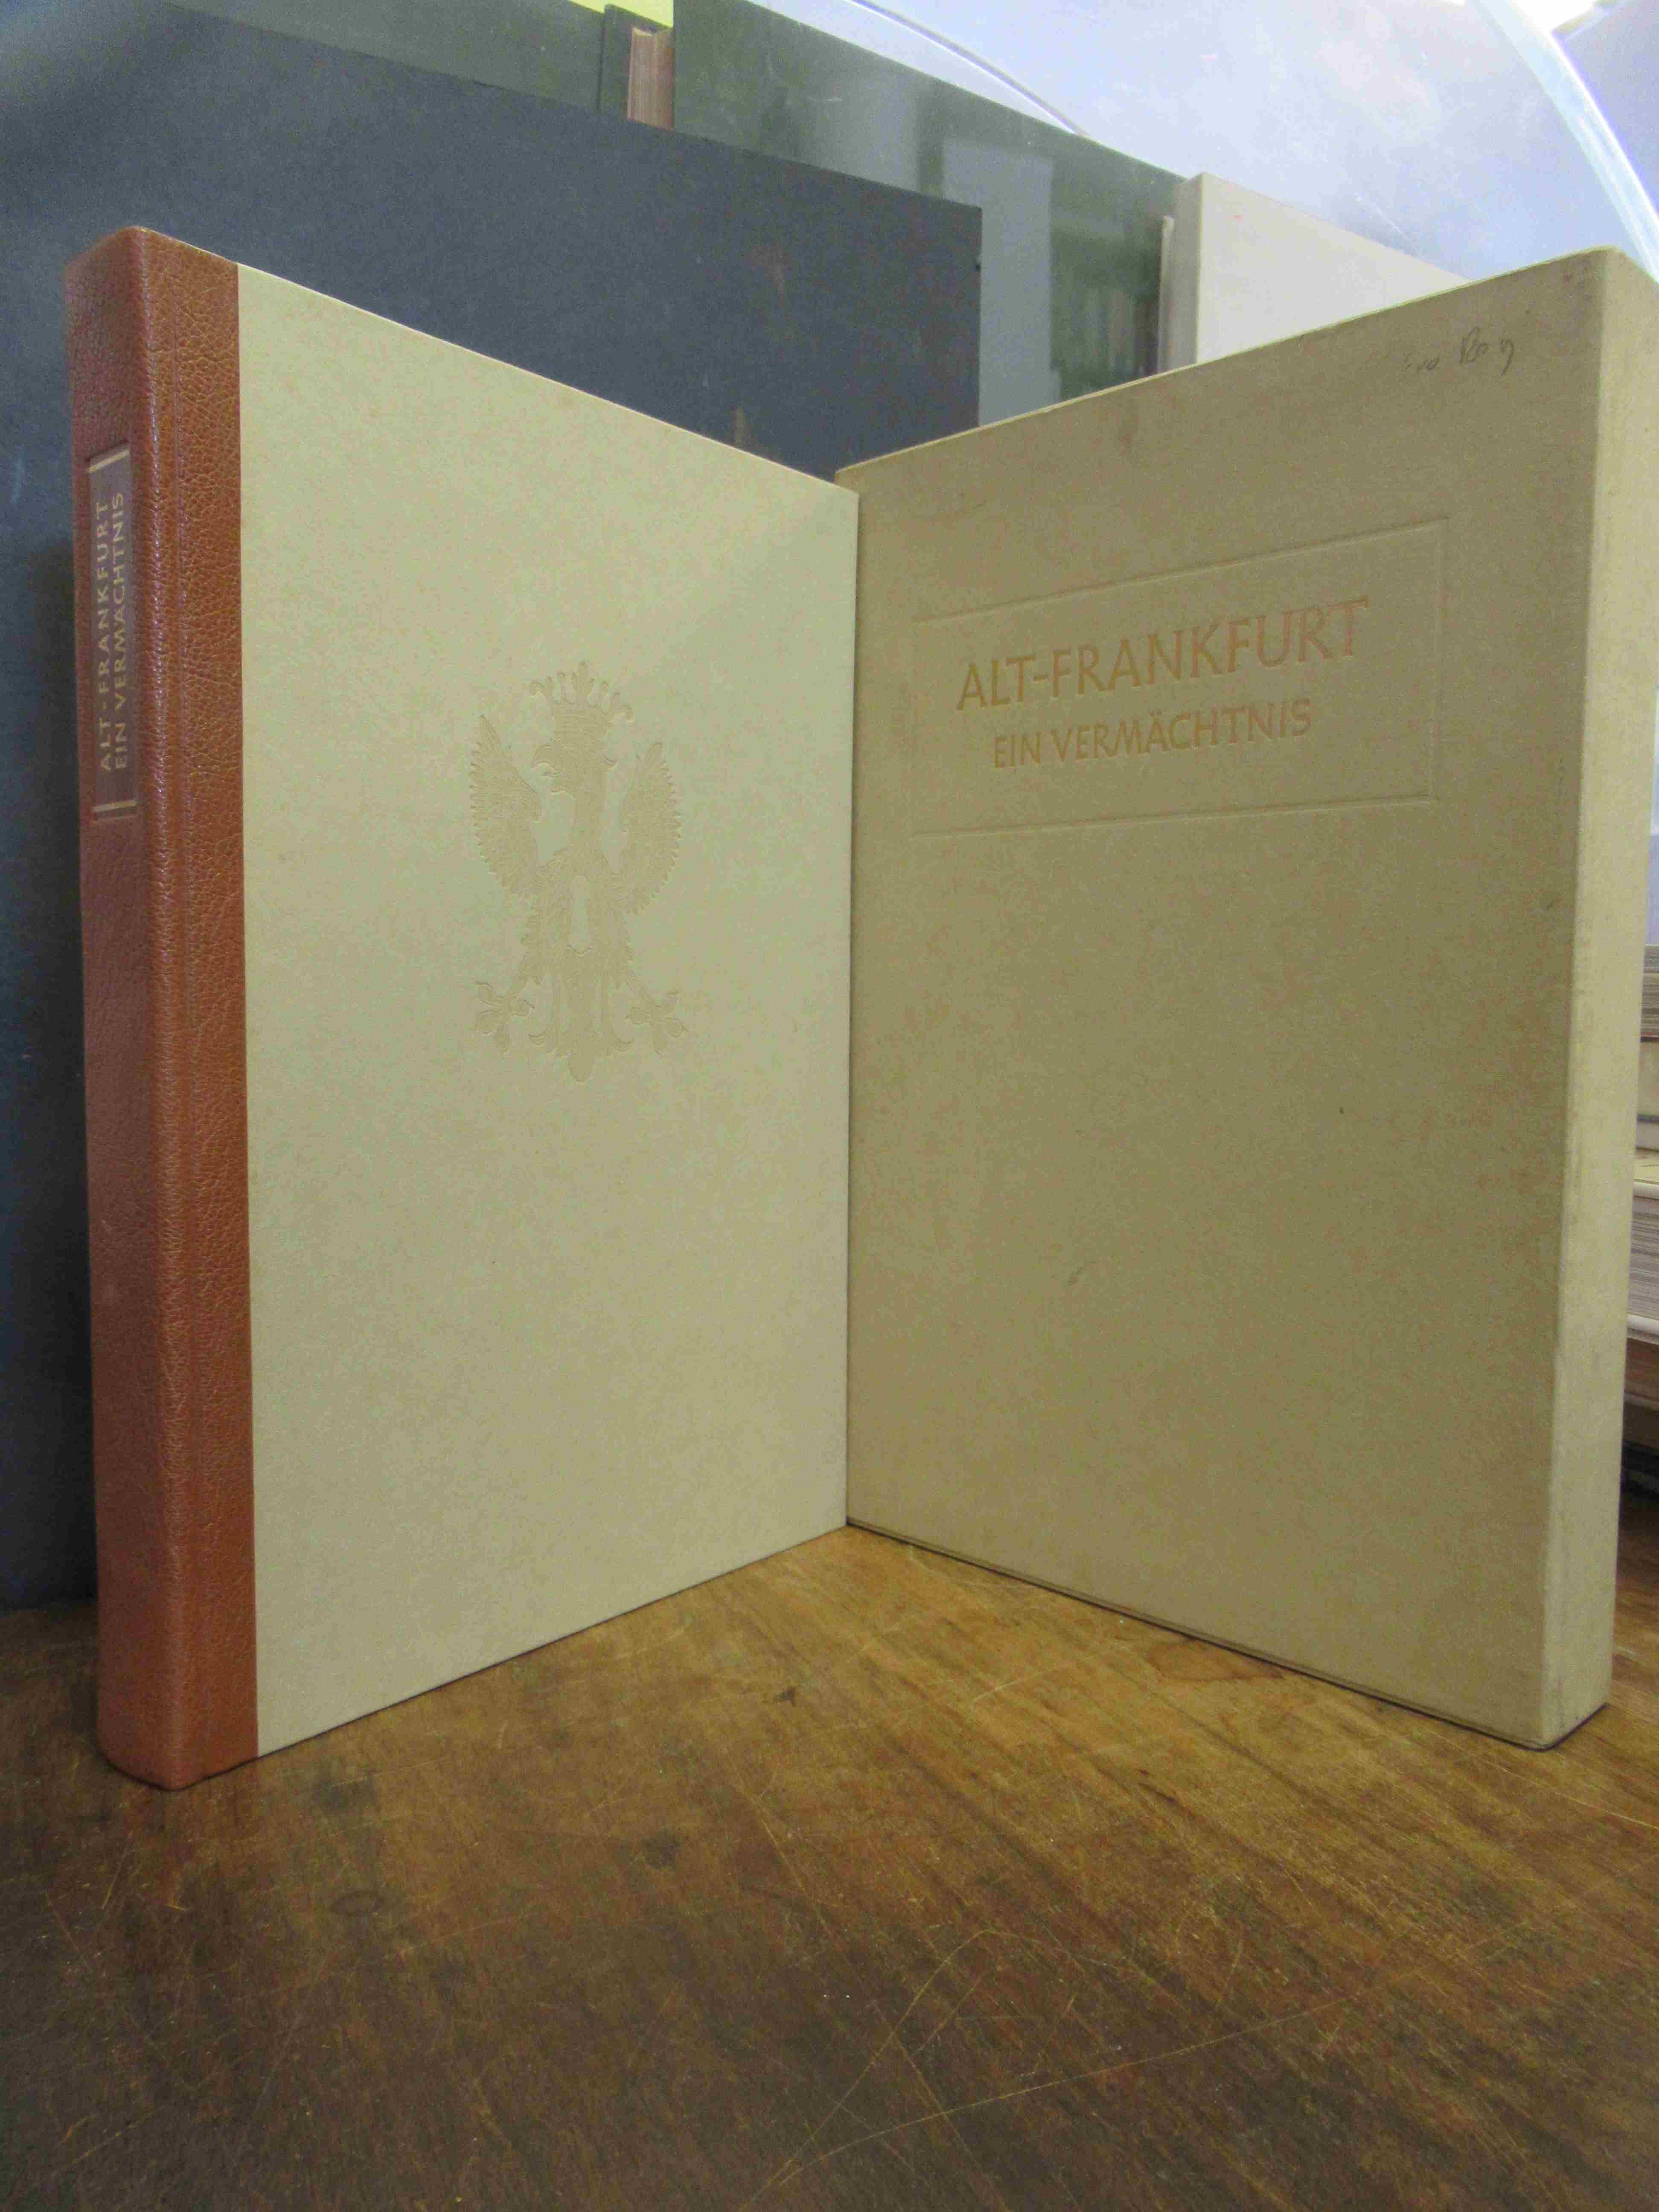 ALT-FRANKFURT
EIN VERMÄCHTNIS
ALT-FRANKFURT
EIN VERMÄCHTNIS